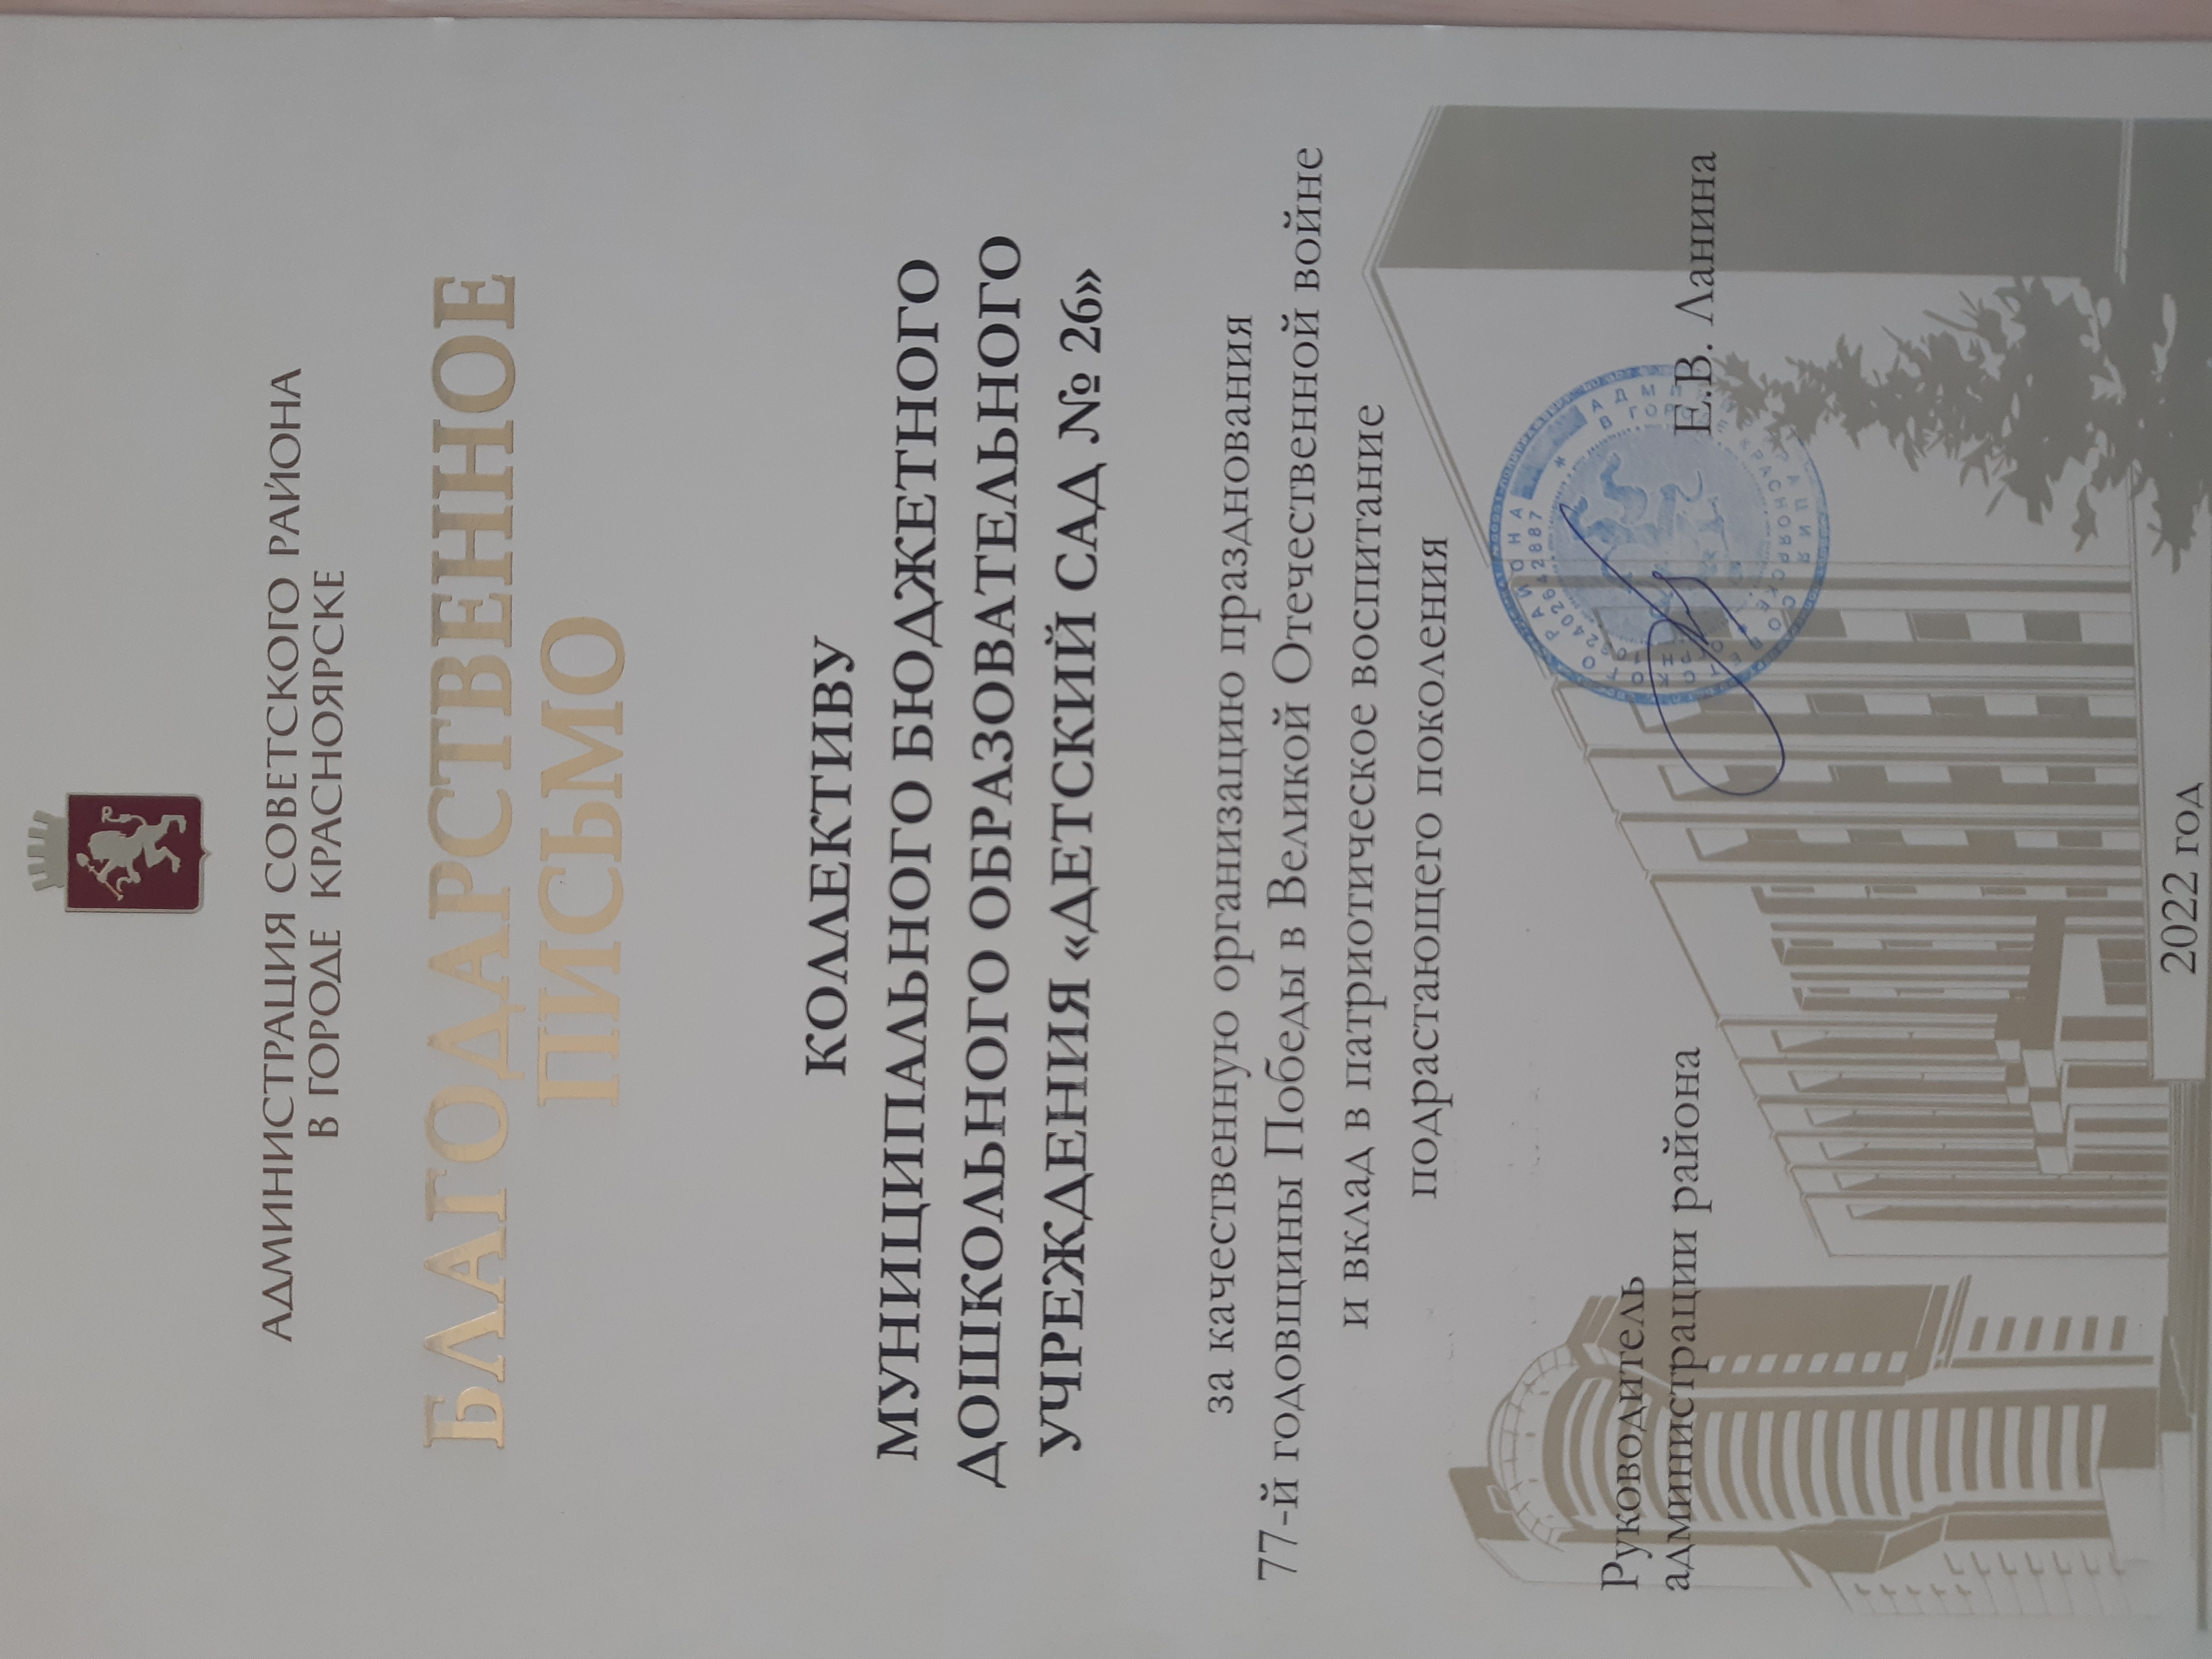 АДМИНИСТРАЦИЯ СОВЕТСКОГО РАЙОНА
В ГОРОДЕ КРАСНОЯРСКЕ
БЛАГОДАРСТВЕННОЕ
ПИСЬМО
КОЛЛЕКТИВУ
МУНИЦИПАЛЬНОГО БЮДЖЕТНОГО
ДОШКОЛЬНОГО ОБРАЗОВАТЕЛЬНОГО
УЧРЕЖДЕНИЯ «ДЕТСКИЙ САД № 26»
за качественную организацию празднования
77-й годовщины Победы в Великой Отечественной войне
и вклад в патриотическое воспитание
подрастающего поколения
Руководитель
администрации района
Е.В. Ланина
2022 год